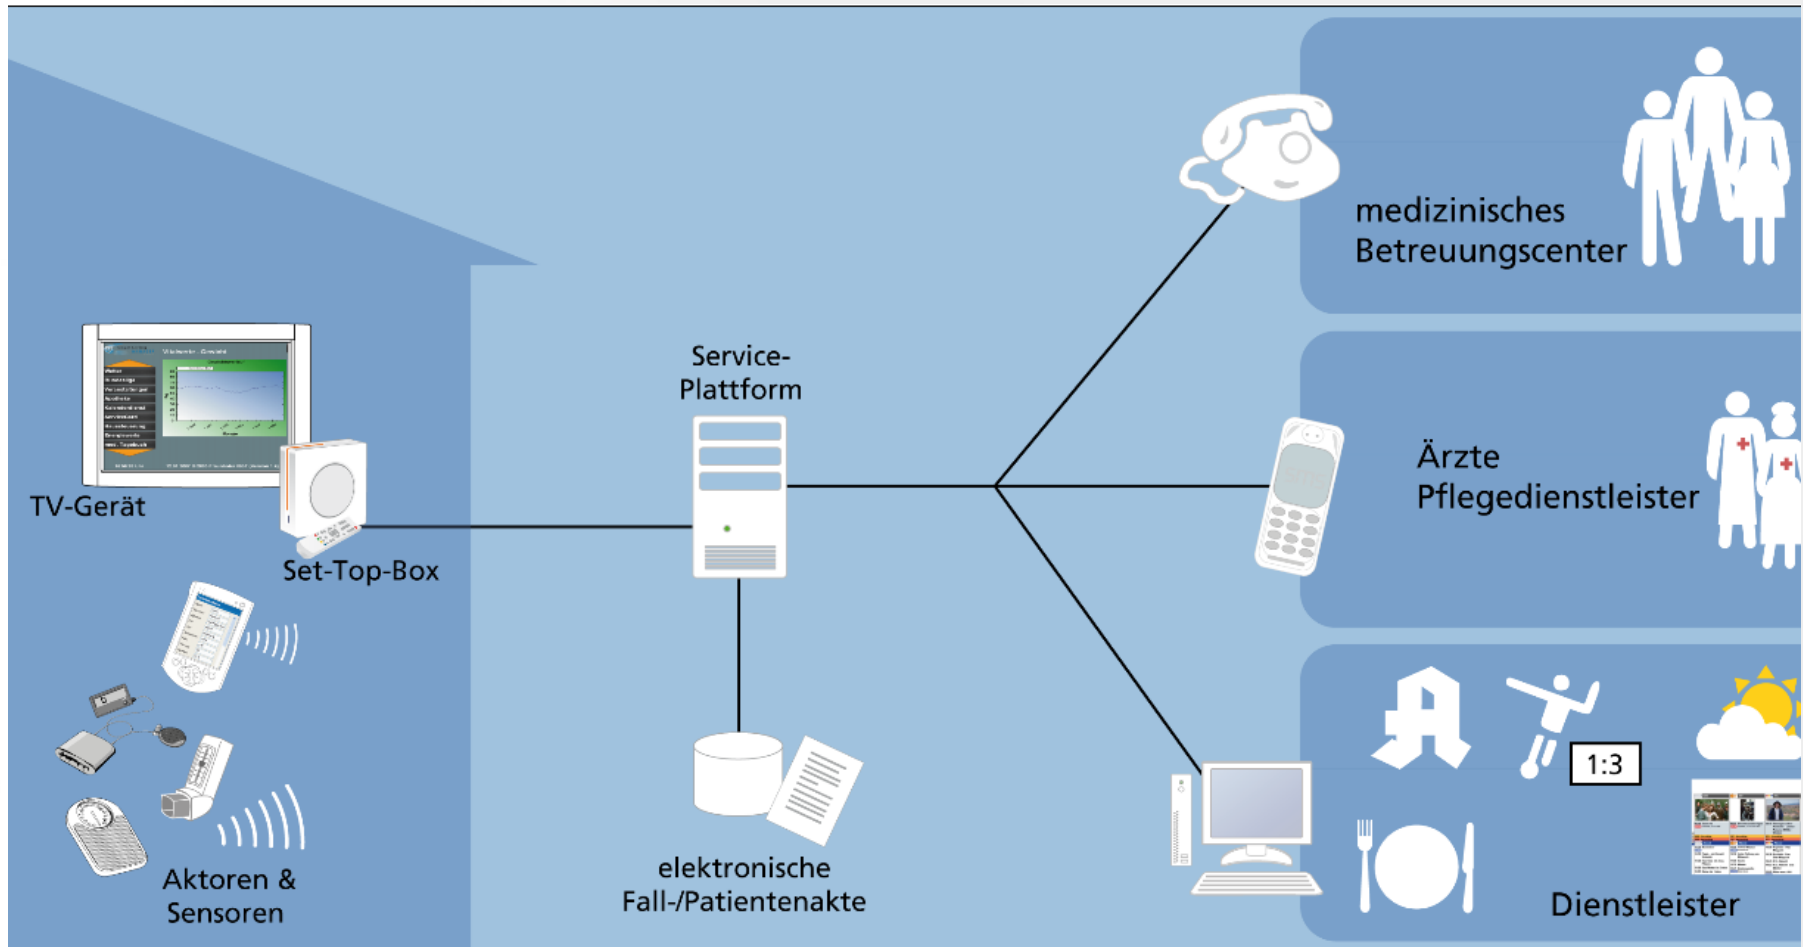 medizinisches
Betreuungscenter
Service-
Plattform
Ärzte
Pflegedienstleister
TV-Gerät
Set-Top-Box
1:3
elektronische
Fall-/Patientenakte
Aktoren &
Sensoren
Dienstleister